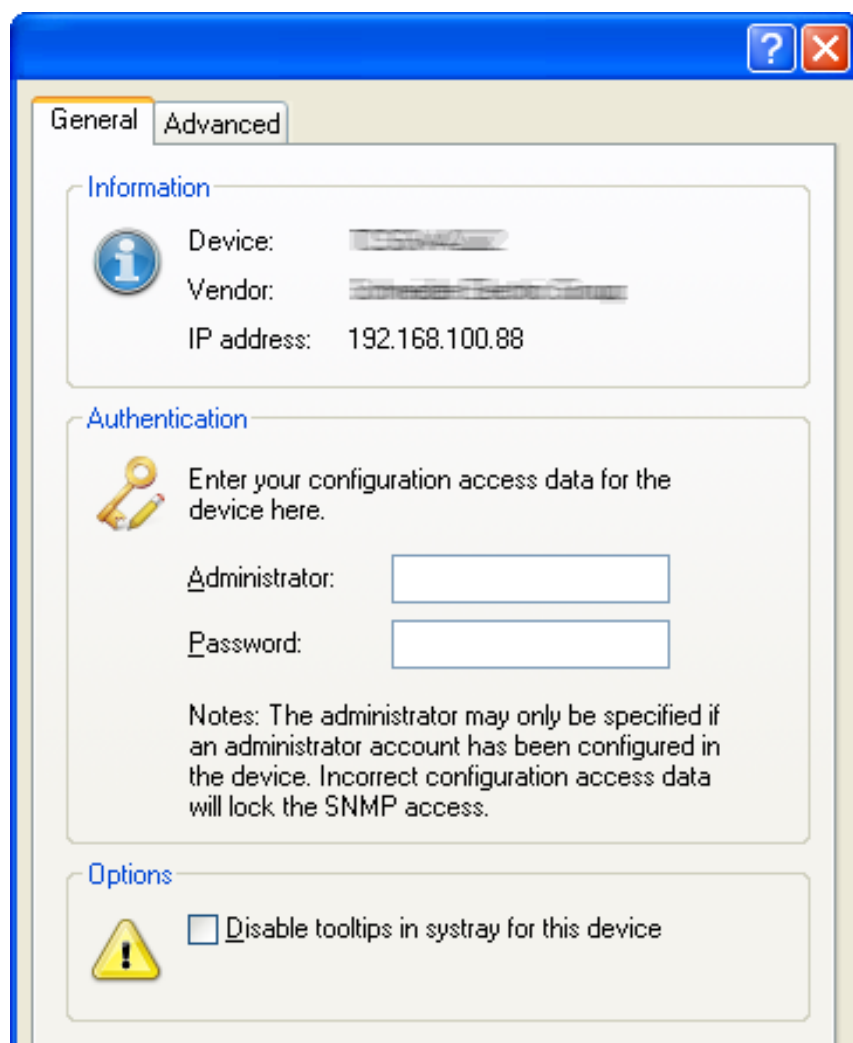 General
Advanced
Information
Device:
Vendor:
IP address: 192.168.100.88
Authentication
Enter your configuration access data for the
device here.
Administrator:
Password:
Notes: The administrator may only be specified if
an administrator account has been configured in
the device. Incorrect configuration access data
will lock the SNMP access.
Options
Disable tooltips in systray for this device